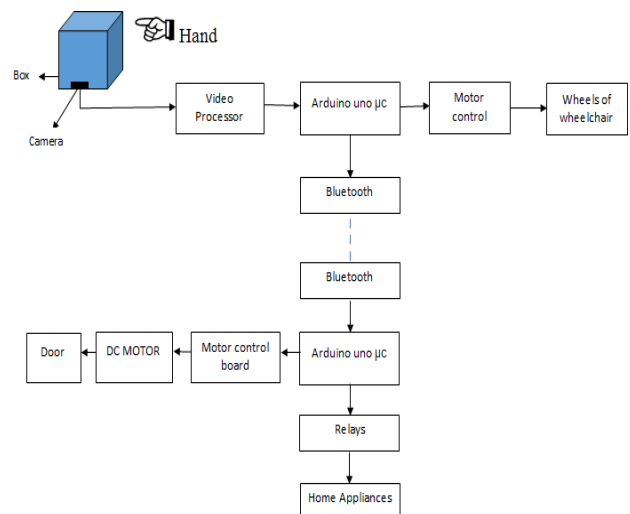 Hand
Box
Camera
Video
Processor
Arduino uno µc
Motor
control
Wheels of
wheelchair
Bluetooth
Bluetooth
Door
DC MOTOR
Motor control
board
Arduino uno µc
Relays
Home Appliances